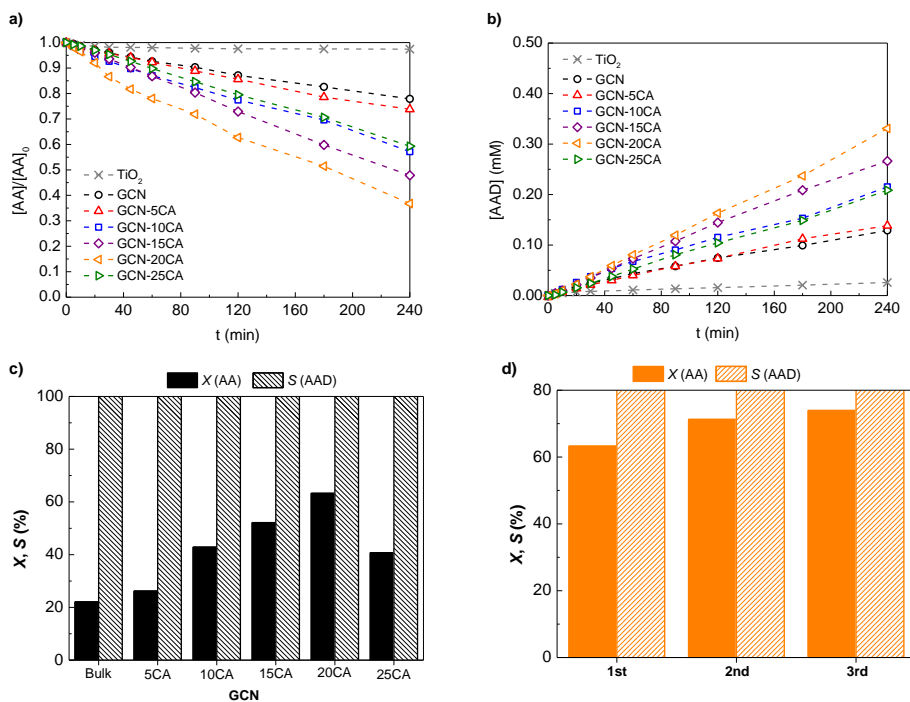 a)
1.0
0.9
0.8
0.7
0.6
0.5
0.4
0.3
0.2
0.1
0.0
[AA]/[AA]0
TiO2
GCN
GCN-5CA
GCN-10CA
GCN-15CA
GCN-20CA
GCN-25CA
0 40 80 120 160 200 240
t (min)
b)
0.50
0.40
0.30
0.20
0.10
0.00
[AAD] (mM)
TiO2
GCN
GCN-5CA
GCN-10CA
GCN-15CA
GCN-20CA
GCN-25CA
0 40 80 120 160 200 240
t (min)
c)
X (AA) S (AAD)
100
80
60
40
20
0
X, S (%)
Bulk 5CA 10CA 15CA 20CA 25CA
GCN
d)
X (AA) S (AAD)
80
60
40
20
0
X, S (%)
1st 2nd 3rd